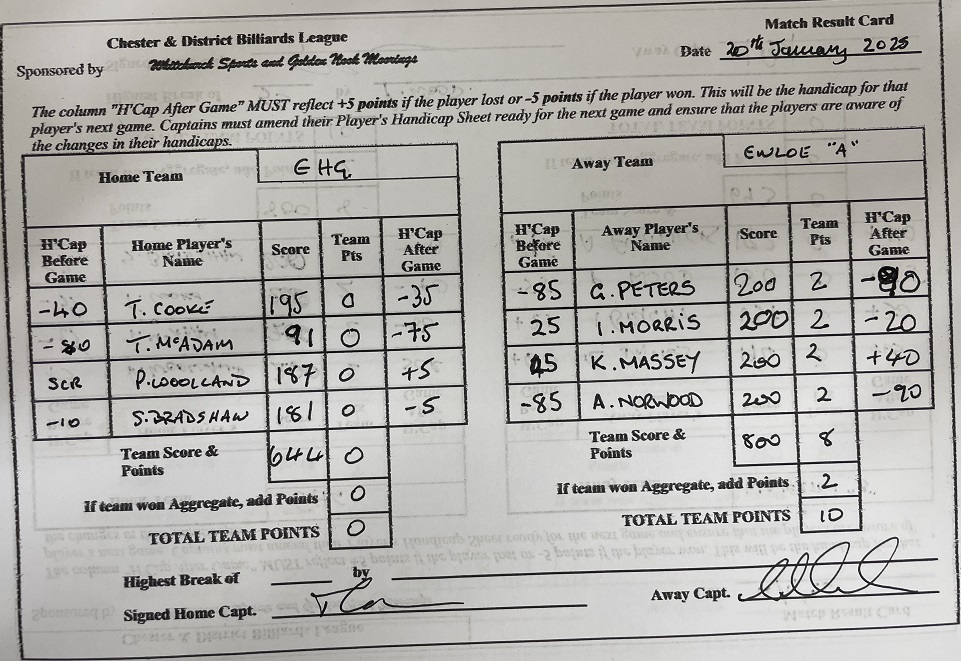 Chester & District Billiards League
Match Result Card
Sponsored by Whitchurch Sports and Golden Nook Moorings
Date 20th January 2025
The column "H'Cap After Game" MUST reflect +5 points if the player lost or -5 points if the player won. This will be the handicap for that
player's next game. Captains must amend their Player's Handicap Sheet ready for the next game and ensure that the players are aware of
the changes in their handicaps.
Home Team EHG
H'Cap Before Game Home Player's Name Score Team Pts H'Cap After Game
-40 T. COOKE 195 0 -35
-80 T. McADAM 91 0 -75
SCR P. WOOLLAND 187 0 +5
-10 S. BRADSHAW 181 0 -5
Team Score & Points 644 0
If team won Aggregate, add Points 0
TOTAL TEAM POINTS 0
Away Team EWLOE "A"
H'Cap Before Game Away Player's Name Score Team Pts H'Cap After Game
-85 G. PETERS 200 2 -90
25 I. MORRIS 200 2 -20
45 K. MASSEY 200 2 +40
-85 A. NORWOOD 200 2 -90
Team Score & Points 800 8
If team won Aggregate, add Points 2
TOTAL TEAM POINTS 10
Highest Break of by
Signed Home Capt.
Away Capt.